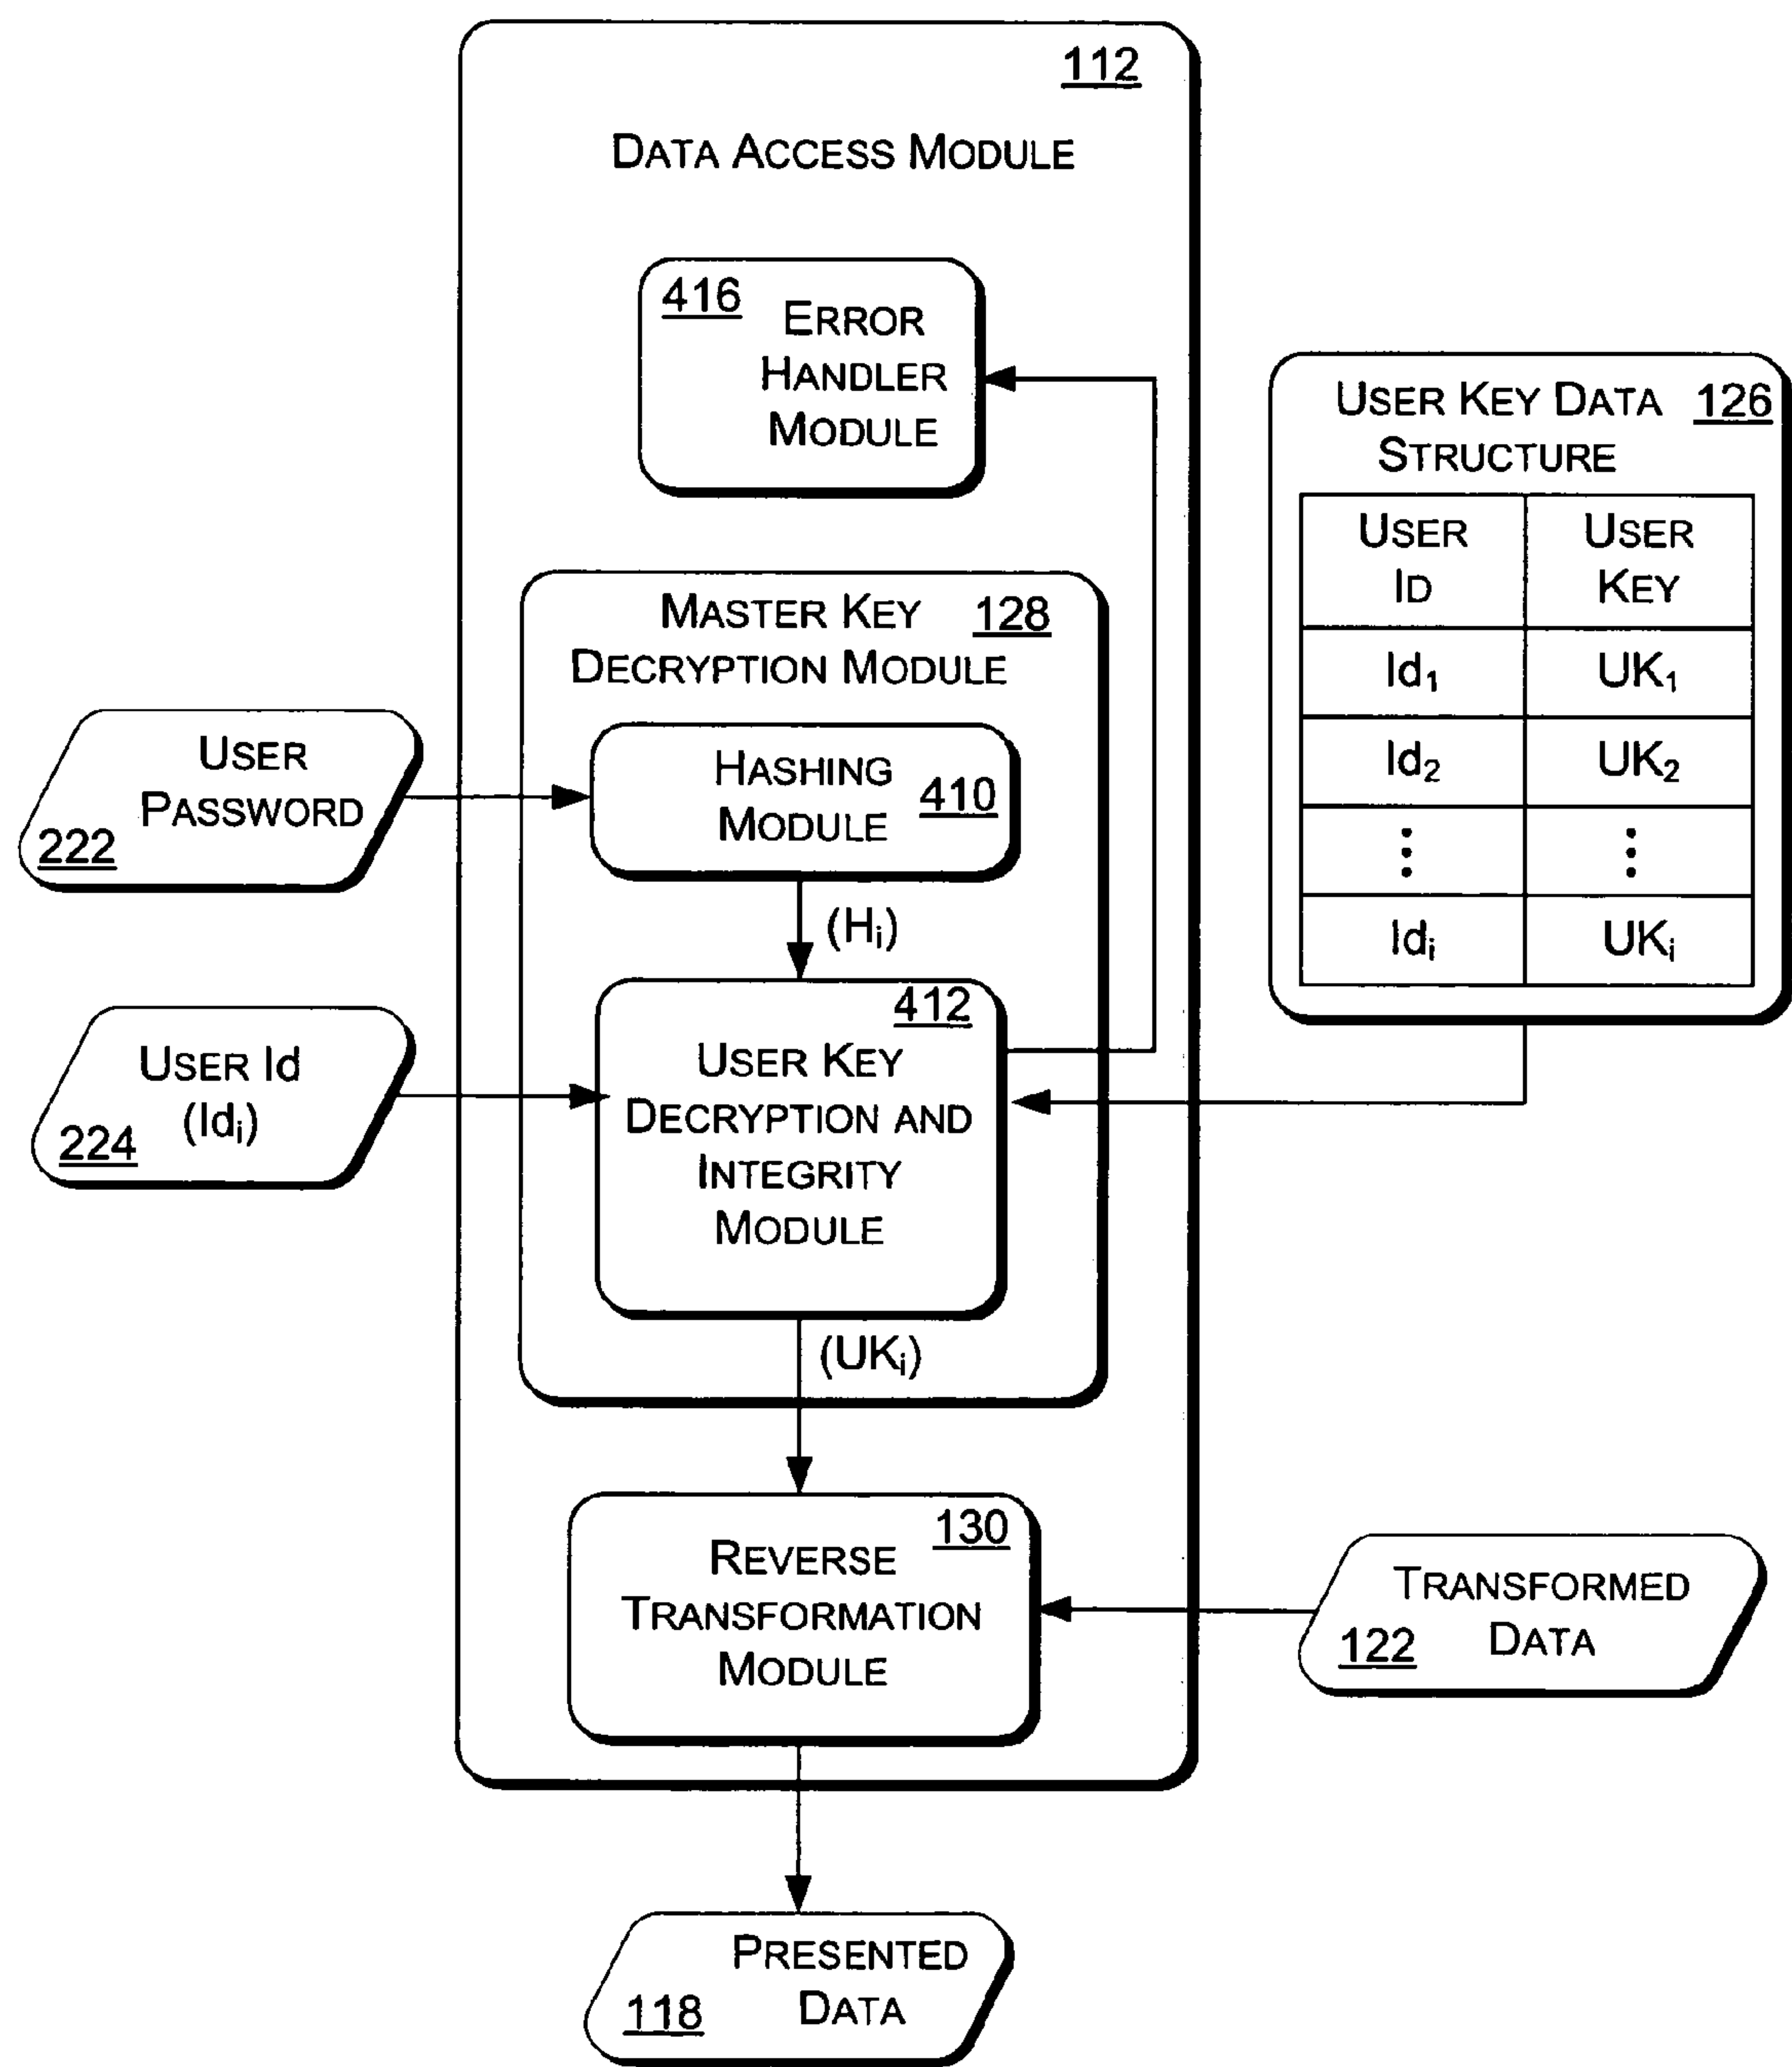 112
DATA ACCESS MODULE
416
ERROR
HANDLER
MODULE
USER KEY DATA 126
STRUCTURE
USER
ID
USER
KEY
Id₁ UK₁
Id₂ UK₂
⋮ ⋮
Idᵢ UKᵢ
MASTER KEY 128
DECRYPTION MODULE
USER
PASSWORD
222
HASHING
MODULE
410
(Hᵢ)
412
USER KEY
DECRYPTION AND
INTEGRITY
MODULE
USER Id
(Idᵢ)
224
(UKᵢ)
130
REVERSE
TRANSFORMATION
MODULE
TRANSFORMED
DATA
122
PRESENTED
DATA
118